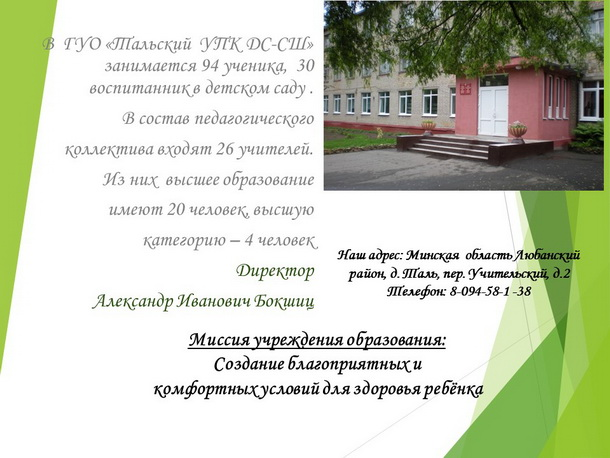 В ГУО «Тальский УПК ДС-СШ»
занимается 94 ученика, 30
воспитанник в детском саду .
В состав педагогического
коллектива входят 26 учителей.
Из них высшее образование
имеют 20 человек, высшую
категорию – 4 человек
Директор
Александр Иванович Бокшиц
Наш адрес: Минская область Любанский
район, д. Таль, пер. Учительский, д.2
Телефон: 8-094-58-1 -38
Миссия учреждения образования:
Создание благоприятных и
комфортных условий для здоровья ребёнка